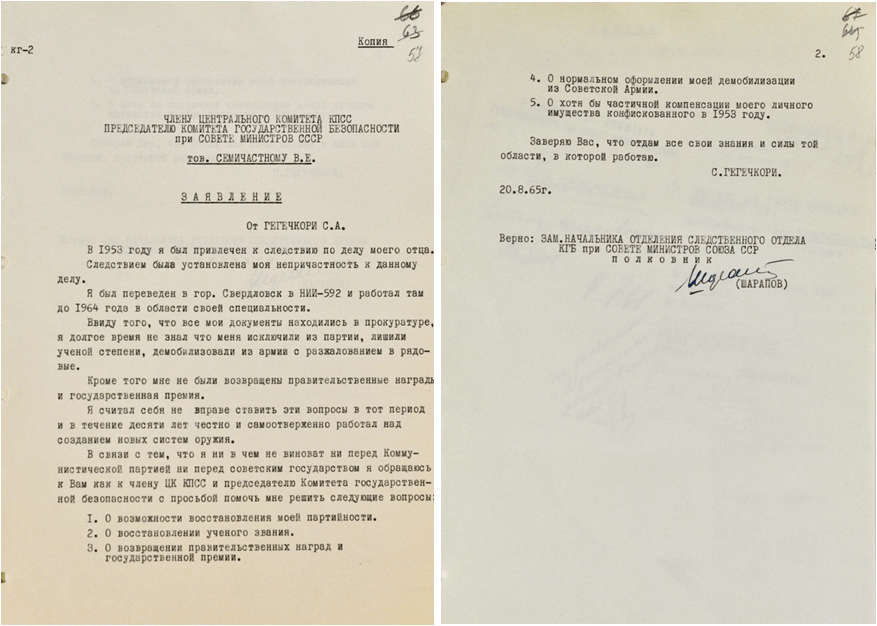 кг-2
Копия
66
63
58
ЧЛЕНУ ЦЕНТРАЛЬНОГО КОМИТЕТА КПСС
ПРЕДСЕДАТЕЛЮ КОМИТЕТА ГОСУДАРСТВЕННОЙ БЕЗОПАСНОСТИ
при СОВЕТЕ МИНИСТРОВ СССР
тов. СЕМИЧАСТНОМУ В.Е.
ЗАЯВЛЕНИЕ
От ГЕГЕЧКОРИ С.А.
В 1953 году я был привлечен к следствию по делу моего отца.
Следствием была установлена моя непричастность к данному
делу.
Я был переведен в гор. Свердловск в НИИ-592 и работал там
до 1964 года в области своей специальности.
Ввиду того, что все мои документы находились в прокуратуре,
я долгое время не знал что меня исключили из партии, лишили
ученой степени, демобилизовали из армии с разжалованием в рядо-
вые.
Кроме того мне не были возвращены правительственные награды
и государственная премия.
Я считал себя не вправе ставить эти вопросы в тот период
и в течение десяти лет честно и самоотверженно работал над
созданием новых систем оружия.
В связи с тем, что я ни в чем не виноват ни перед Комму-
нистической партией ни перед советским государством я обращаюсь
к Вам как к члену ЦК КПСС и председателю Комитета государствен-
ной безопасности с просьбой помочь мне решить следующие вопросы:
1. О возможности восстановления моей партийности.
2. О восстановлении ученого звания.
3. О возвращении правительственных наград и
государственной премии.
2.
58
4. О нормальном оформлении моей демобилизации
из Советской Армии.
5. О хотя бы частичной компенсации моего личного
имущества конфискованного в 1953 году.
Заверяю Вас, что отдам все свои знания и силы той
области, в которой работаю.
С.ГЕГЕЧКОРИ.
20.8.65г.
Верно: ЗАМ.НАЧАЛЬНИКА ОТДЕЛЕНИЯ СЛЕДСТВЕННОГО ОТДЕЛА
КГБ при СОВЕТЕ МИНИСТРОВ СОЮЗА ССР
ПОЛКОВНИК
(ШАРАПОВ)